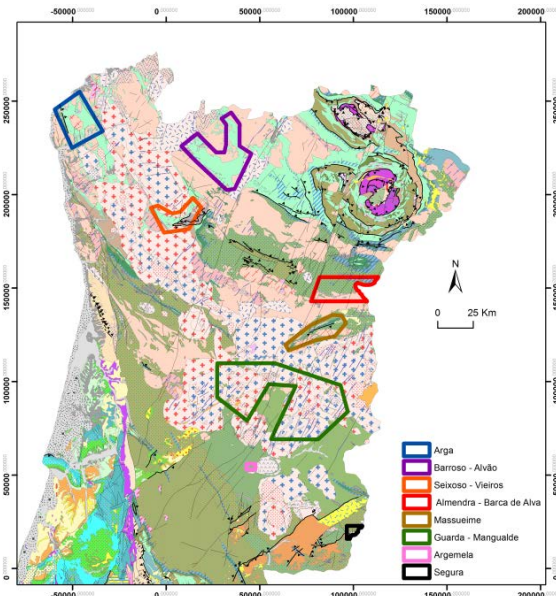 -50000 0 50000 100000 150000 200000
250000
200000
150000
100000
50000
0
N
0 25 Km
Arga
Barroso - Alvão
Seixoso - Vieiros
Almendra - Barca de Alva
Massueime
Guarda - Mangualde
Argemela
Segura
-50000 0 50000 100000 150000 200000